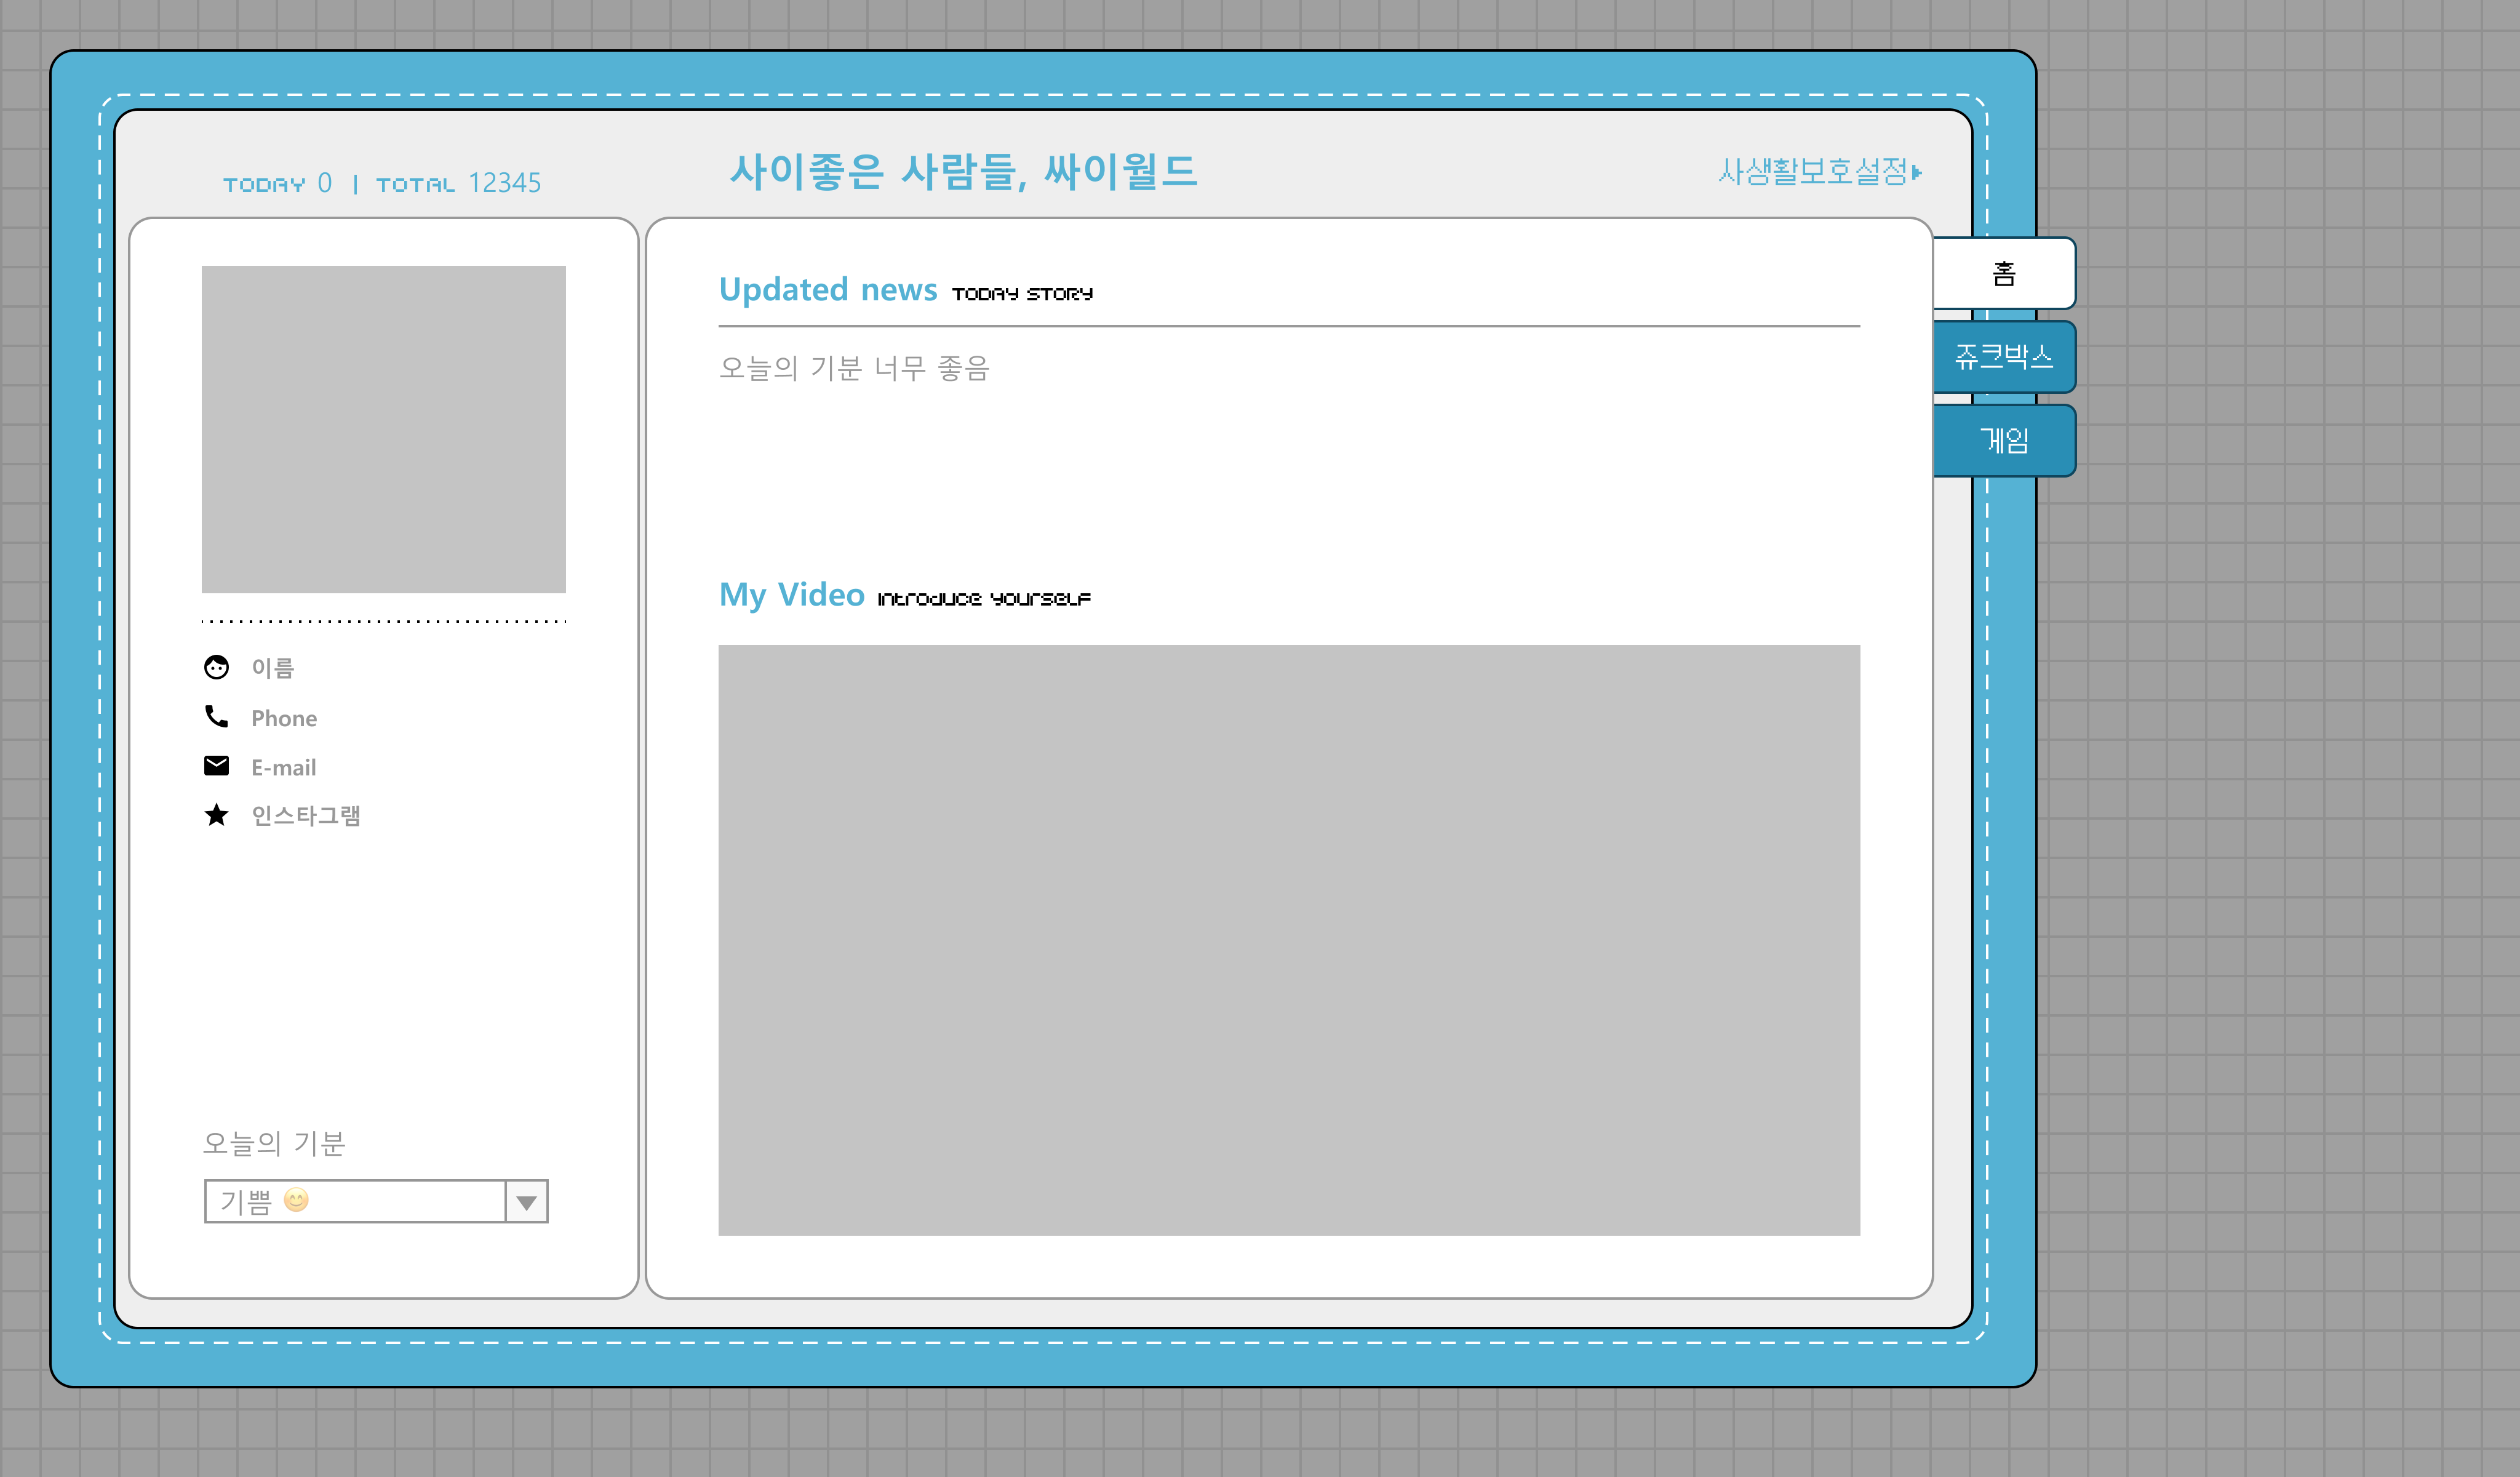 TODAY 0 | TOTAL 12345
사이좋은 사람들, 싸이월드
사생활보호설정
이름
Phone
E-mail
인스타그램
오늘의 기분
기쁨 😊
Updated news TODAY STORY
오늘의 기분 너무 좋음
My Video Introduce yourself
홈
쥬크박스
게임